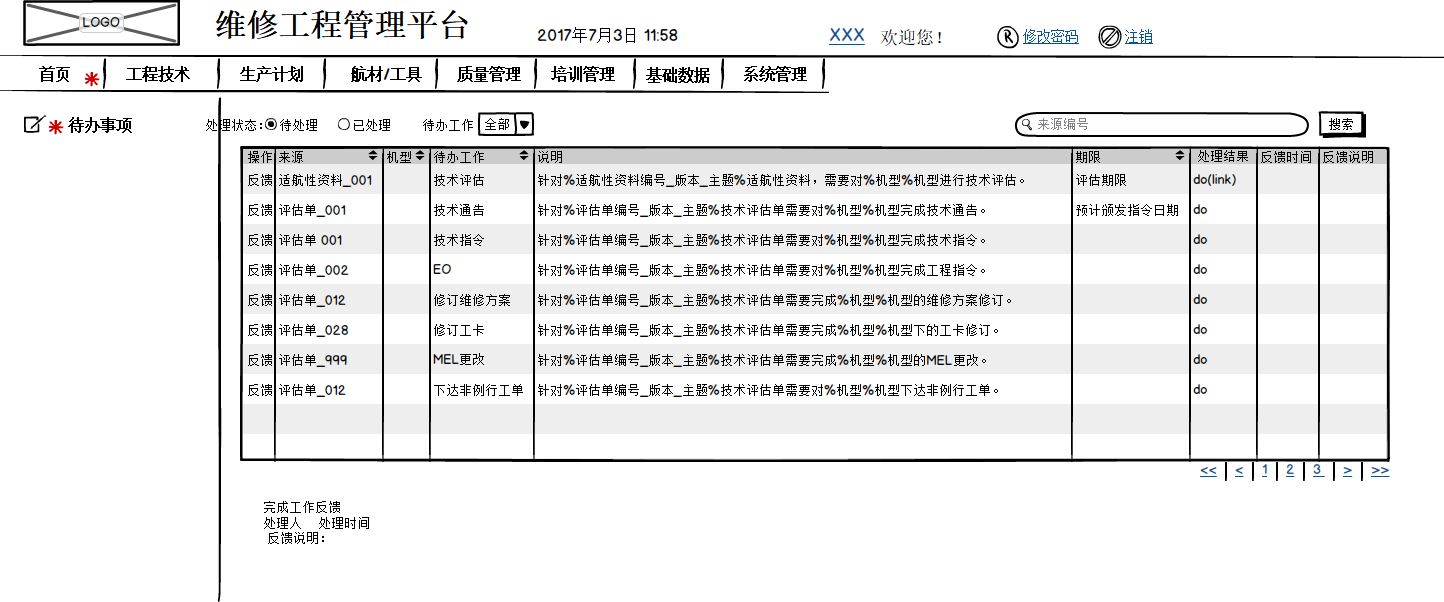 LOGO 维修工程管理平台 2017年7月3日 11:58 XXX 欢迎您！ 修改密码 注销
首页 工程技术 生产计划 航材/工具 质量管理 培训管理 基础数据 系统管理
待办事项 处理状态: 待处理 已处理 待办工作 全部 来源编号 搜索
操作 来源 机型 待办工作 说明 期限 处理结果 反馈时间 反馈说明
反馈 适航性资料_001 技术评估 针对%适航性资料编号_版本_主题%适航性资料，需要对%机型%机型进行技术评估。 评估期限 do(link)
反馈 评估单_001 技术通告 针对%评估单编号_版本_主题%技术评估单需要对%机型%机型完成技术通告。 预计颁发指令日期 do
反馈 评估单 001 技术指令 针对%评估单编号_版本_主题%技术评估单需要对%机型%机型完成技术指令。 do
反馈 评估单_002 EO 针对%评估单编号_版本_主题%技术评估单需要对%机型%机型完成工程指令。 do
反馈 评估单_012 修订维修方案 针对%评估单编号_版本_主题%技术评估单需要完成%机型%机型的维修方案修订。 do
反馈 评估单_028 修订工卡 针对%评估单编号_版本_主题%技术评估单需要完成%机型%机型下的工卡修订。 do
反馈 评估单_999 MEL更改 针对%评估单编号_版本_主题%技术评估单需要完成%机型%机型的MEL更改。 do
反馈 评估单_012 下达非例行工单 针对%评估单编号_版本_主题%技术评估单需要对%机型%机型下达非例行工单。 do
<< | < | 1 | 2 | 3 | > | >>
完成工作反馈
处理人 处理时间
反馈说明：